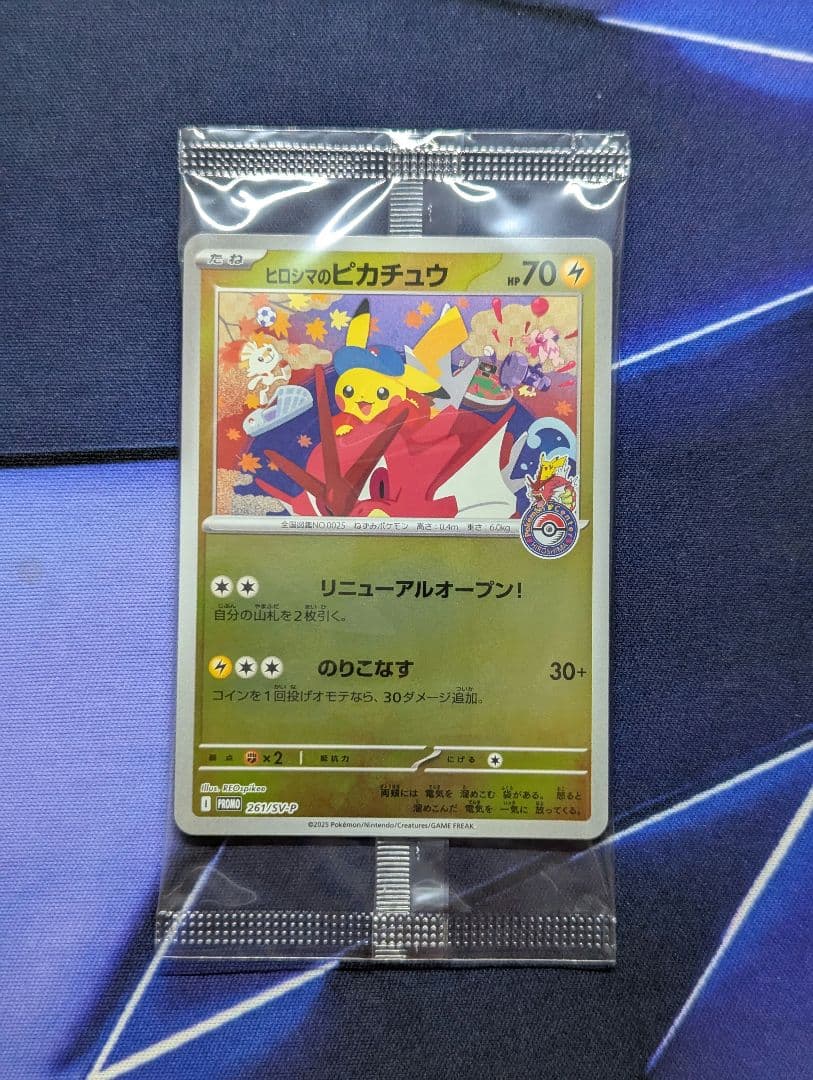 たね
ヒロシマのピカチュウ HP70
全国図鑑NO.0025 ねずみポケモン 高さ:0.4m 重さ:6.0kg
Pokémon Center
HIROSHIMA
リニューアルオープン!
自分の山札を2枚引く。
のりこなす 30+
コインを1回投げオモテなら、30ダメージ追加。
弱点 ×2 抵抗力 にげる
Illus. REOspikee
両頬には 電気を 溜めこむ 袋がある。 怒ると
I PROMO 261/SV-P
溜めこんだ 電気を 一気に 放ってくる。
©2025 Pokémon/Nintendo/Creatures/GAME FREAK